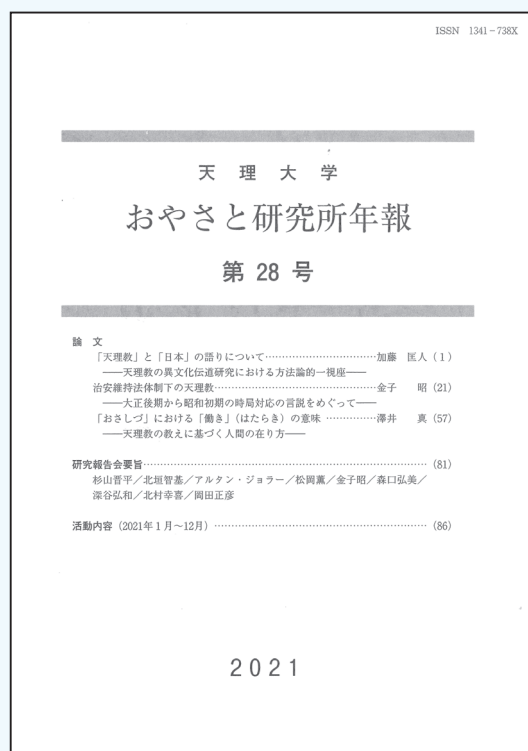 ISSN 1341-738X
天理大学
おやさと研究所年報
第 28 号
論 文
「天理教」と「日本」の語りについて……………………………加藤 匡人 (1)
――天理教の異文化伝道研究における方法論的一視座――
治安維持法体制下の天理教………………………………………金子 昭 (21)
――大正後期から昭和初期の時局対応の言説をめぐって――
「おさしづ」における「働き」(はたらき) の意味 ……………澤井 真 (57)
――天理教の教えに基づく人間の在り方――
研究報告会要旨…………………………………………………………… (81)
杉山晋平/北垣智基/アルタン・ジョラー/松岡薫/金子昭/森口弘美/
深谷弘和/北村幸喜/岡田正彦
活動内容 (2021年1月~12月) ………………………………………………… (86)
2021